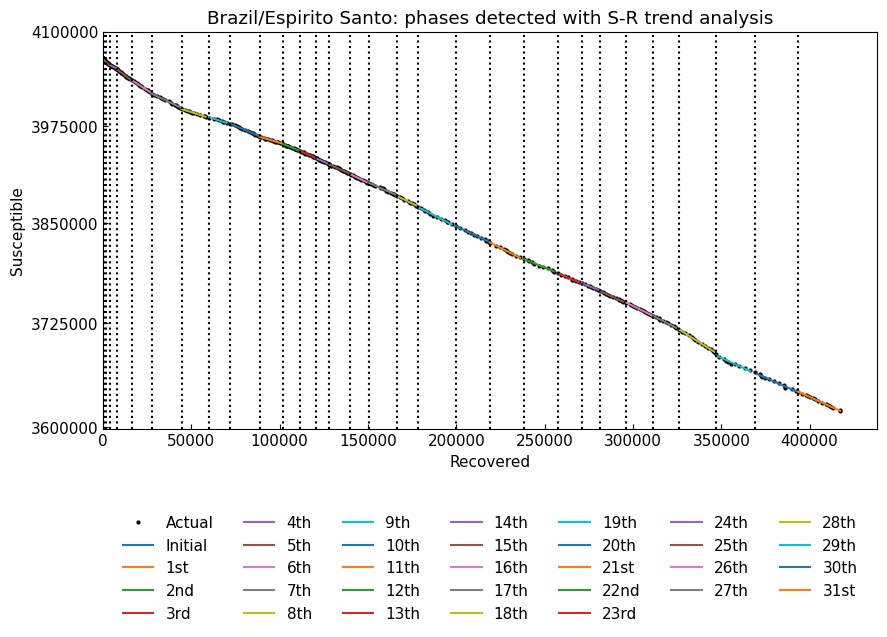 Brazil/Espirito Santo: phases detected with S-R trend analysis
4100000
3975000
3850000
3725000
3600000
Susceptible
0 50000 100000 150000 200000 250000 300000 350000 400000
Recovered
Actual 4th 9th 14th 19th 24th 28th
Initial 5th 10th 15th 20th 25th 29th
1st 6th 11th 16th 21st 26th 30th
2nd 7th 12th 17th 22nd 27th 31st
3rd 8th 13th 18th 23rd